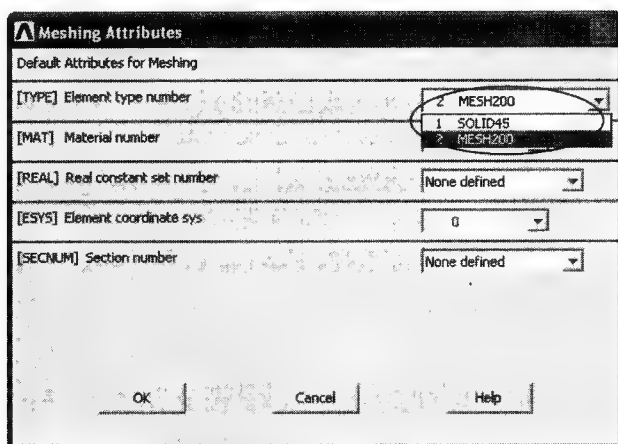 Meshing Attributes
Default Attributes for Meshing
[TYPE] Element type number 2 MESH200
1 SOLID45
[MAT] Material number 2 MESH200
[REAL] Real constant set number None defined
[ESYS] Element coordinate sys 0
[SECNUM] Section number None defined
OK Cancel Help